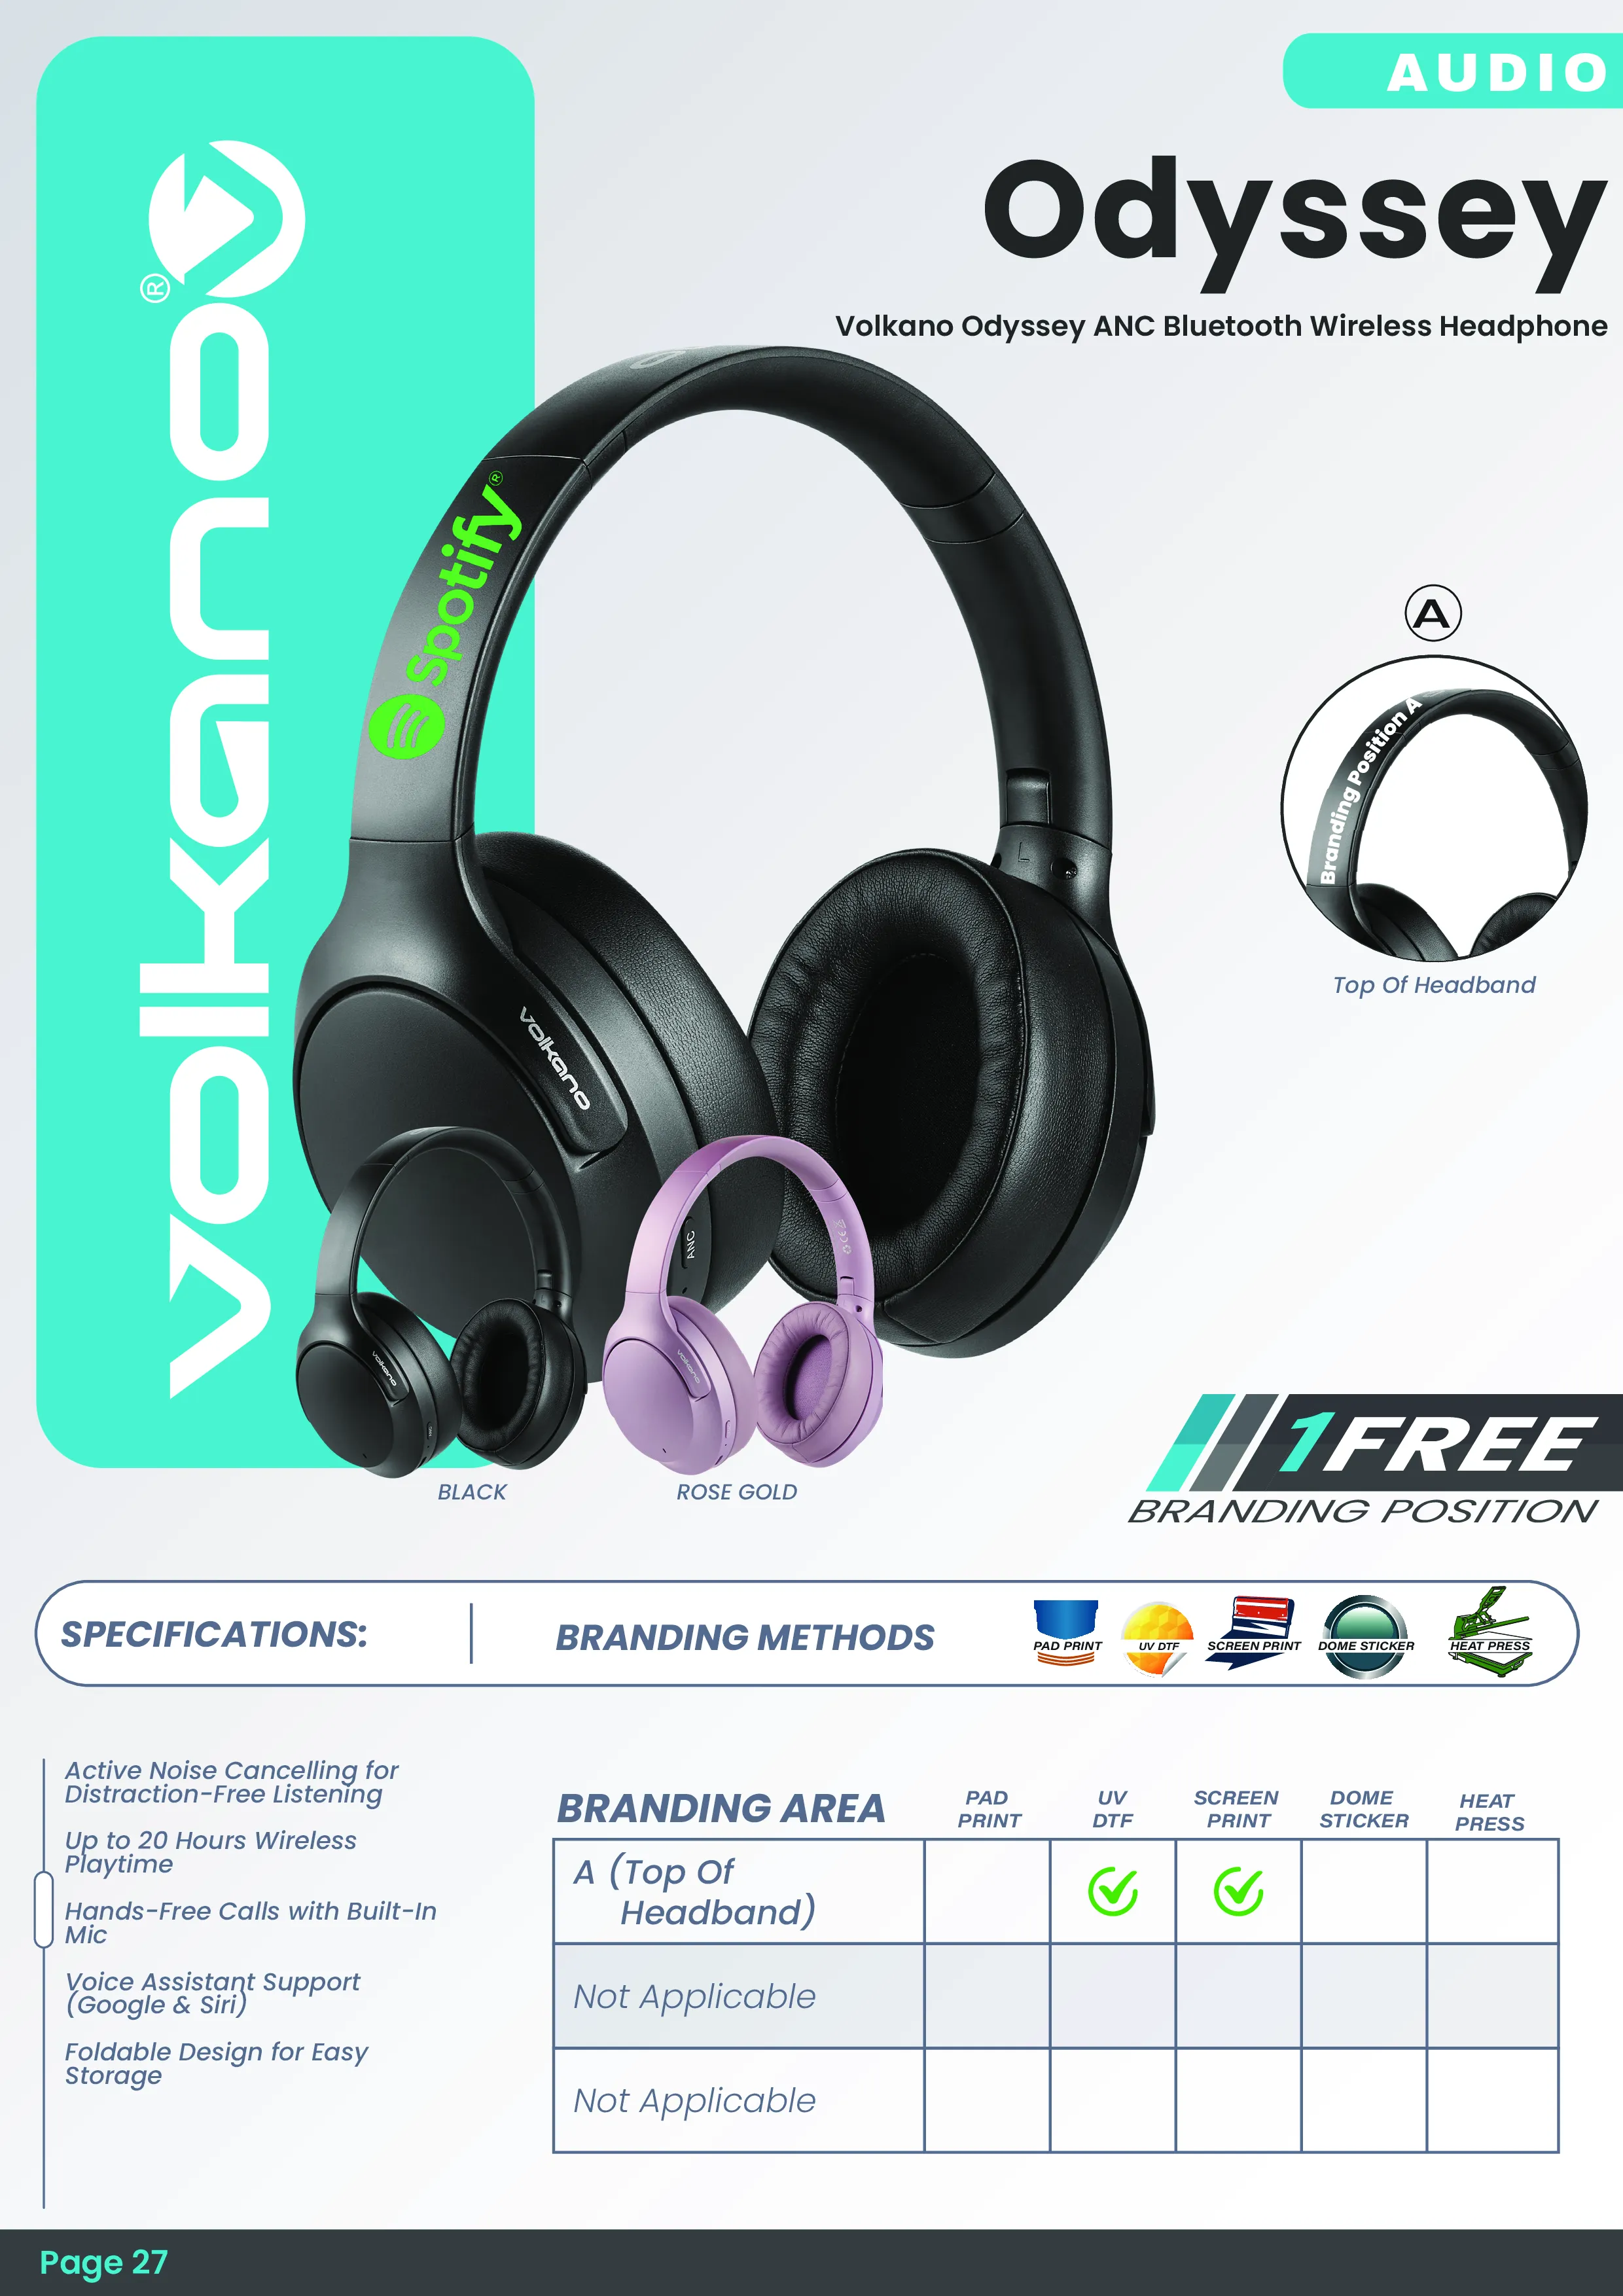 AUDIO
Odyssey
Volkano Odyssey ANC Bluetooth Wireless Headphone
volkano®
spotify®
volkano
ANC
L
A
Branding Position A
Top Of Headband
volkano
volkano
BLACK
ROSE GOLD
1FREE
BRANDING POSITION
SPECIFICATIONS:
BRANDING METHODS
PAD PRINT
UV DTF
SCREEN PRINT
DOME STICKER
HEAT PRESS
Active Noise Cancelling for
Distraction-Free Listening
Up to 20 Hours Wireless
Playtime
Hands-Free Calls with Built-In
Mic
Voice Assistant Support
(Google & Siri)
Foldable Design for Easy
Storage
BRANDING AREA
PAD
PRINT
UV
DTF
SCREEN
PRINT
DOME
STICKER
HEAT
PRESS
A (Top Of
Headband)
Not Applicable
Not Applicable
Page 27